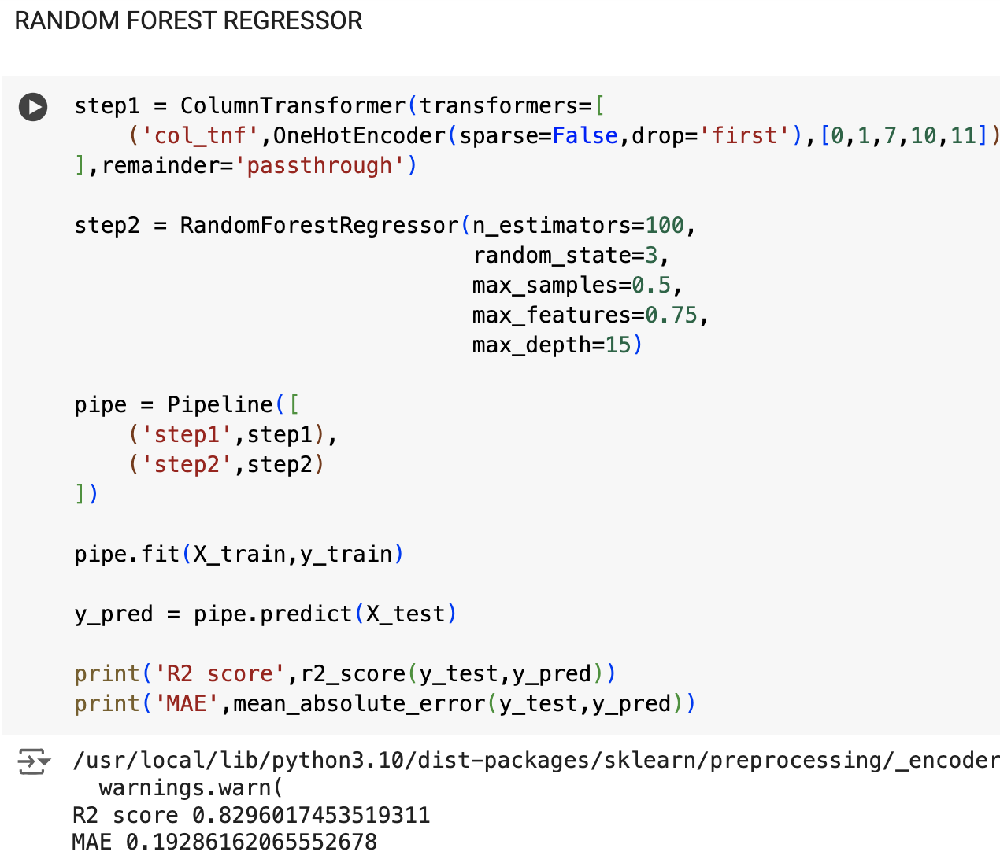 RANDOM FOREST REGRESSOR
step1 = ColumnTransformer(transformers=[
    ('col_tnf',OneHotEncoder(sparse=False,drop='first'),[0,1,7,10,11])
],remainder='passthrough')
step2 = RandomForestRegressor(n_estimators=100,
                              random_state=3,
                              max_samples=0.5,
                              max_features=0.75,
                              max_depth=15)
pipe = Pipeline([
    ('step1',step1),
    ('step2',step2)
])
pipe.fit(X_train,y_train)
y_pred = pipe.predict(X_test)
print('R2 score',r2_score(y_test,y_pred))
print('MAE',mean_absolute_error(y_test,y_pred))
/usr/local/lib/python3.10/dist-packages/sklearn/preprocessing/_encoder
  warnings.warn(
R2 score 0.8296017453519311
MAE 0.19286162065552678